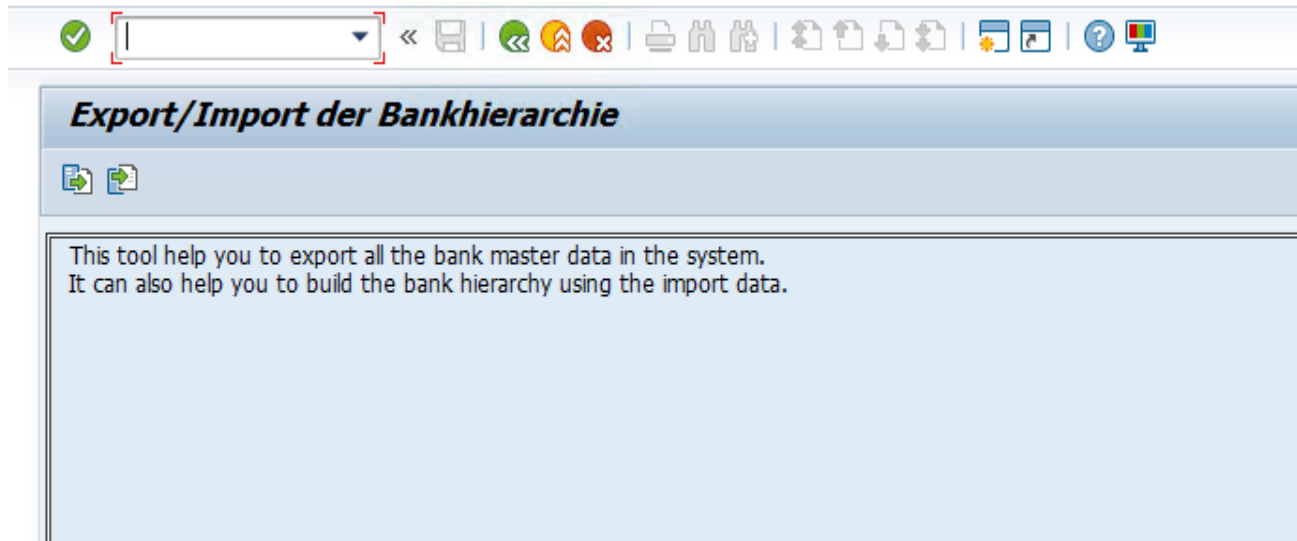 Export/Import der Bankhierarchie
This tool help you to export all the bank master data in the system.
It can also help you to build the bank hierarchy using the import data.